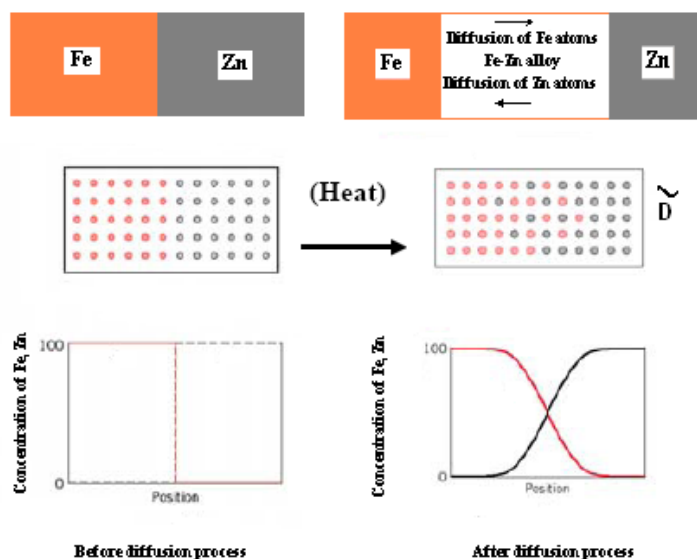 Fe
Zn
Diffusion of Fe atoms
Fe-Zn alloy
Diffusion of Zn atoms
Fe
Zn
(Heat)
~
D
Concentration of Fe, Zn
100
0
Position
Concentration of Fe, Zn
100
0
Position
Before diffusion process
After diffusion process